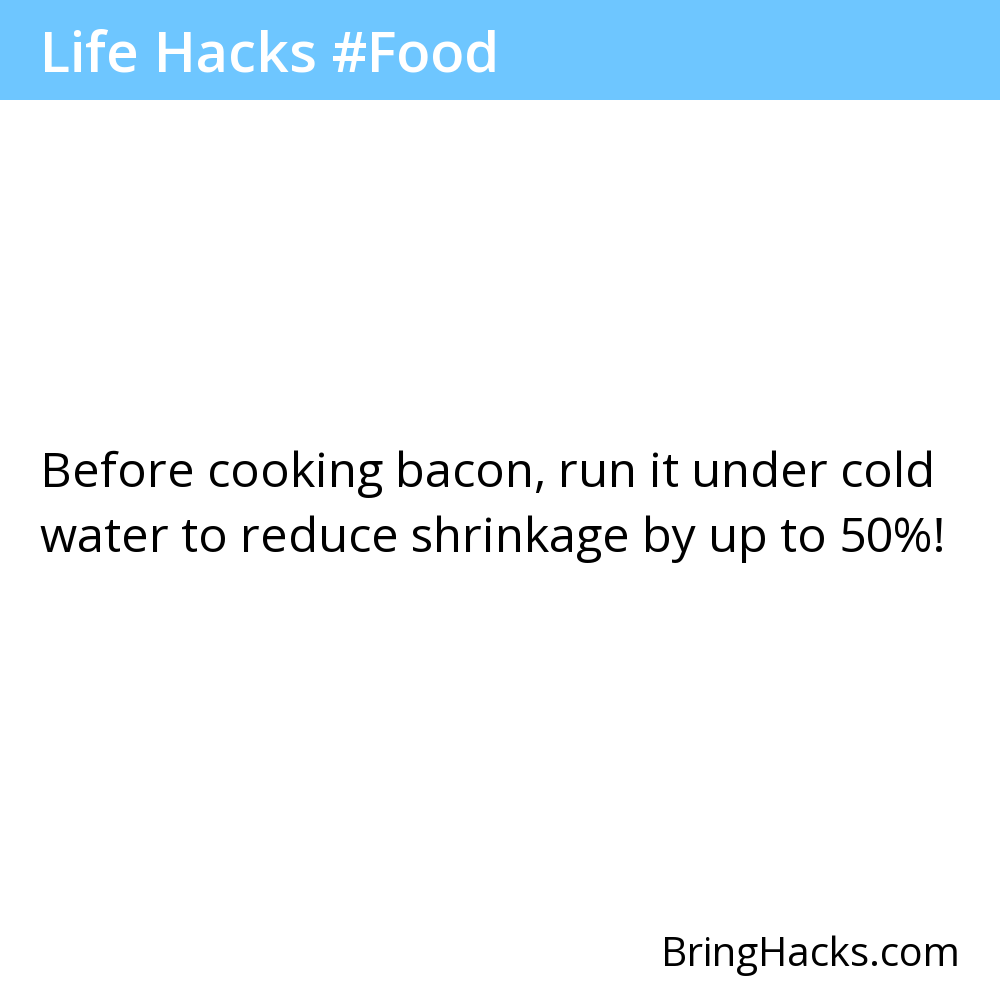 Life Hacks #Food
Before cooking bacon, run it under cold
water to reduce shrinkage by up to 50%!
BringHacks.com